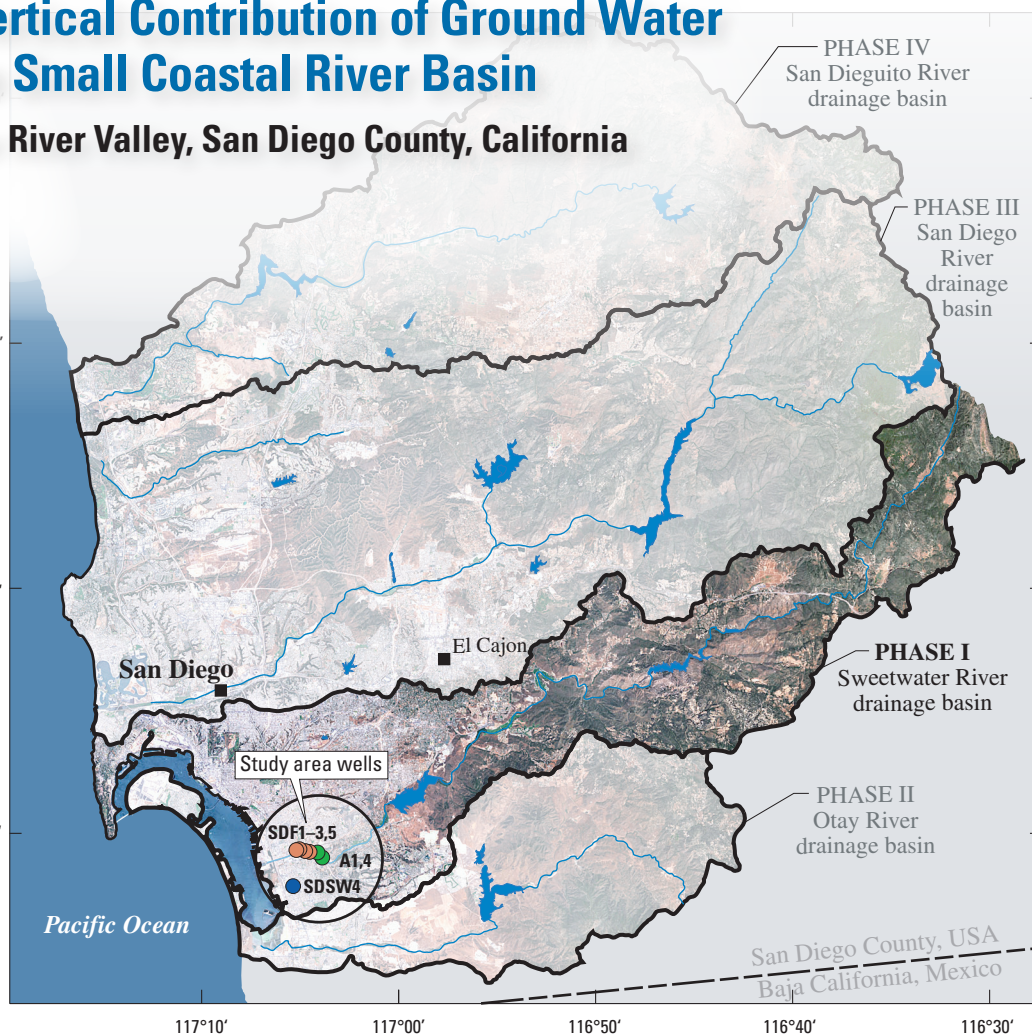 ertical Contribution of Ground Water
Small Coastal River Basin
River Valley, San Diego County, California
PHASE IV
San Dieguito River
drainage basin
PHASE III
San Diego
River
drainage
basin
El Cajon
San Diego
PHASE I
Sweetwater River
drainage basin
Study area wells
SDF1–3,5
A1,4
SDSW4
PHASE II
Otay River
drainage basin
Pacific Ocean
San Diego County, USA
Baja California, Mexico
117°10'
117°00'
116°50'
116°40'
116°30'